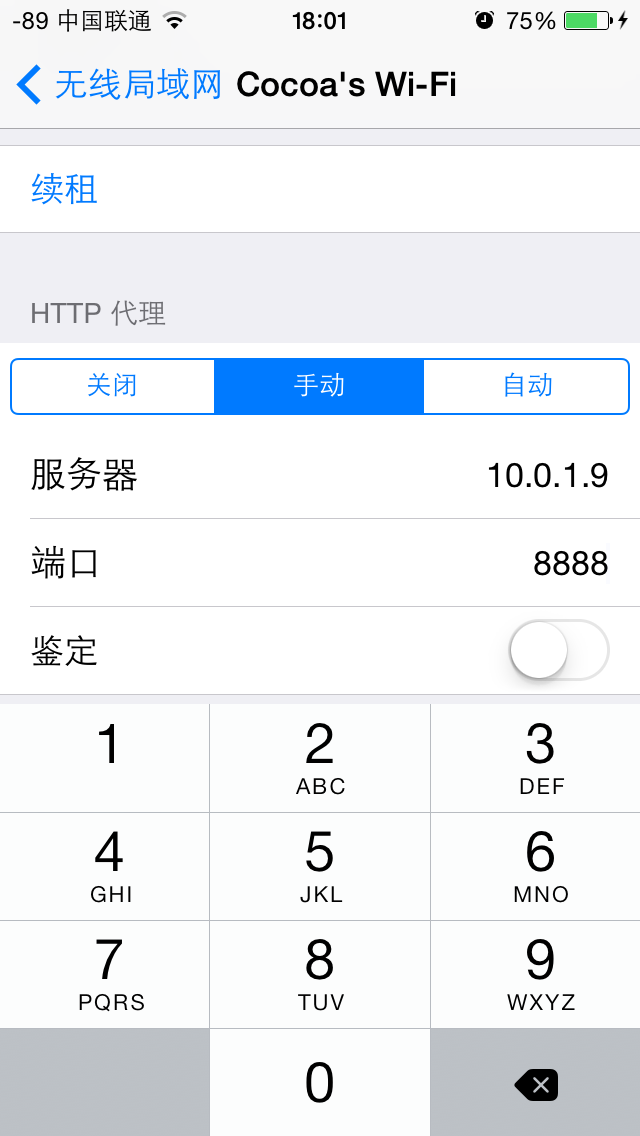 -89 中国联通 18:01 75%
无线局域网 Cocoa's Wi-Fi
续租
HTTP 代理
关闭 手动 自动
服务器 10.0.1.9
端口 8888
鉴定
1 2 3
ABC DEF
4 5 6
GHI JKL MNO
7 8 9
PQRS TUV WXYZ
0